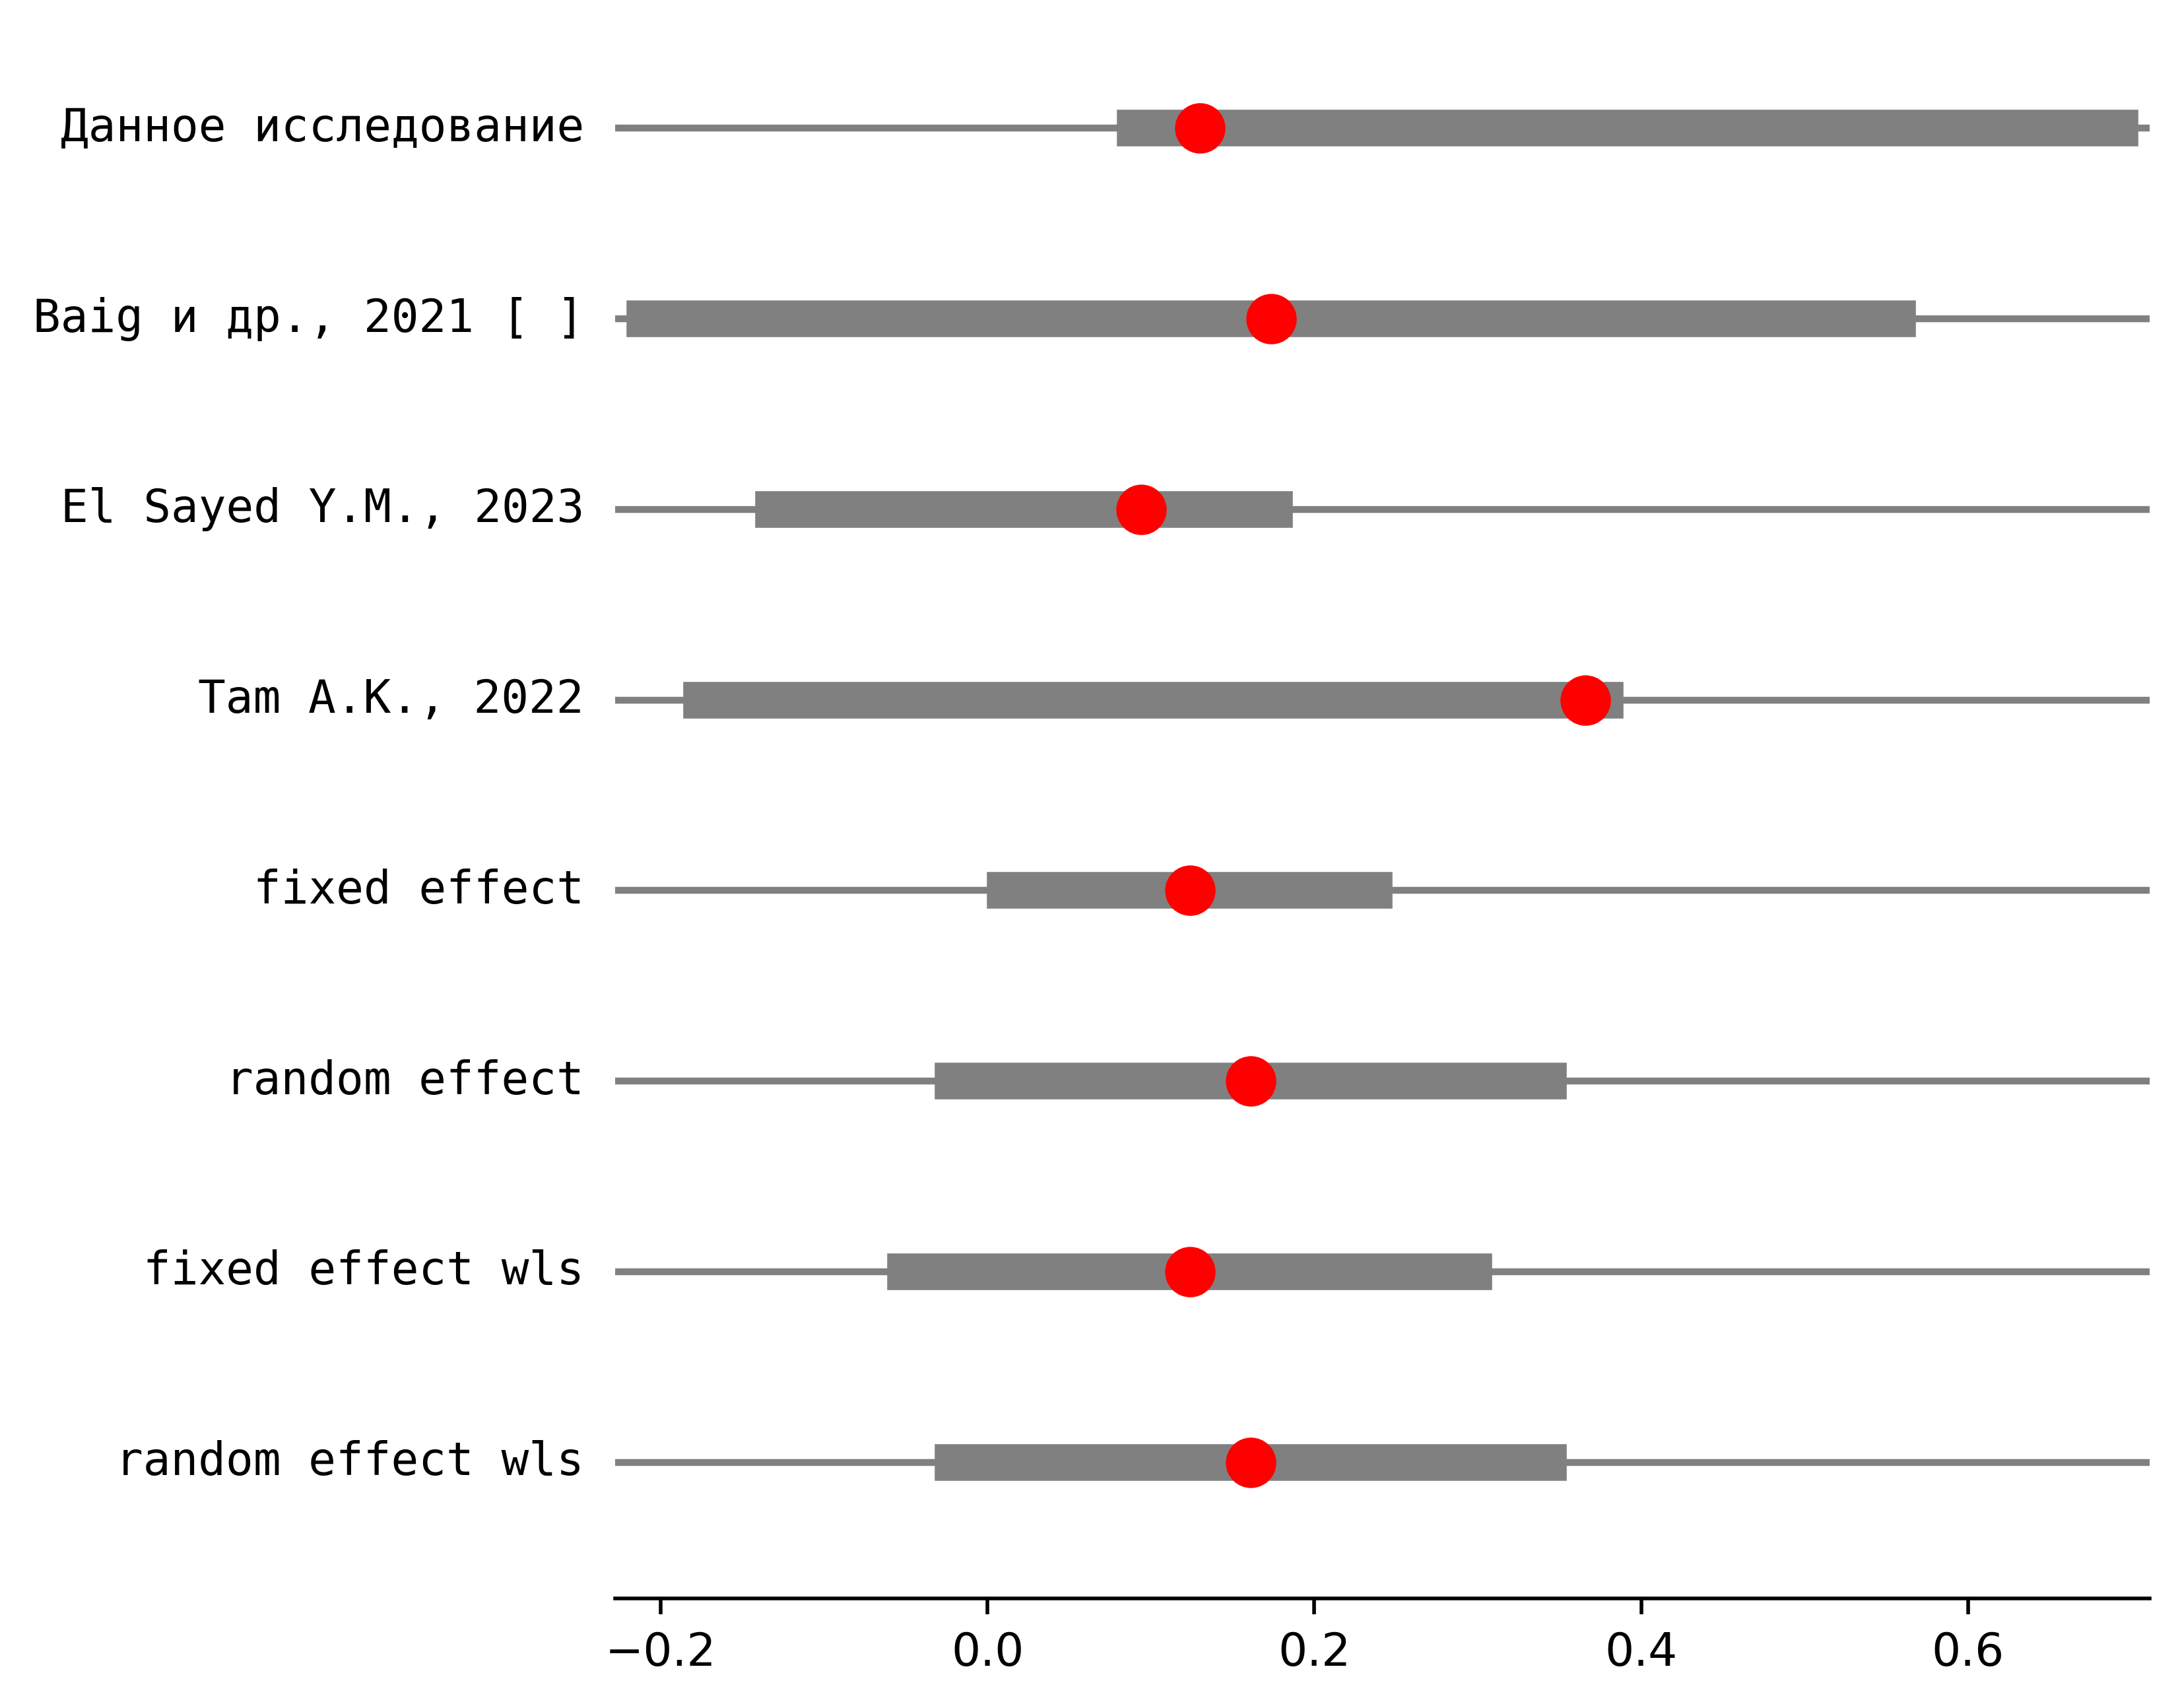 Данное исследование
Baig и др., 2021 [ ]
El Sayed Y.M., 2023
Tam A.K., 2022
fixed effect
random effect
fixed effect wls
random effect wls
−0.2 0.0 0.2 0.4 0.6